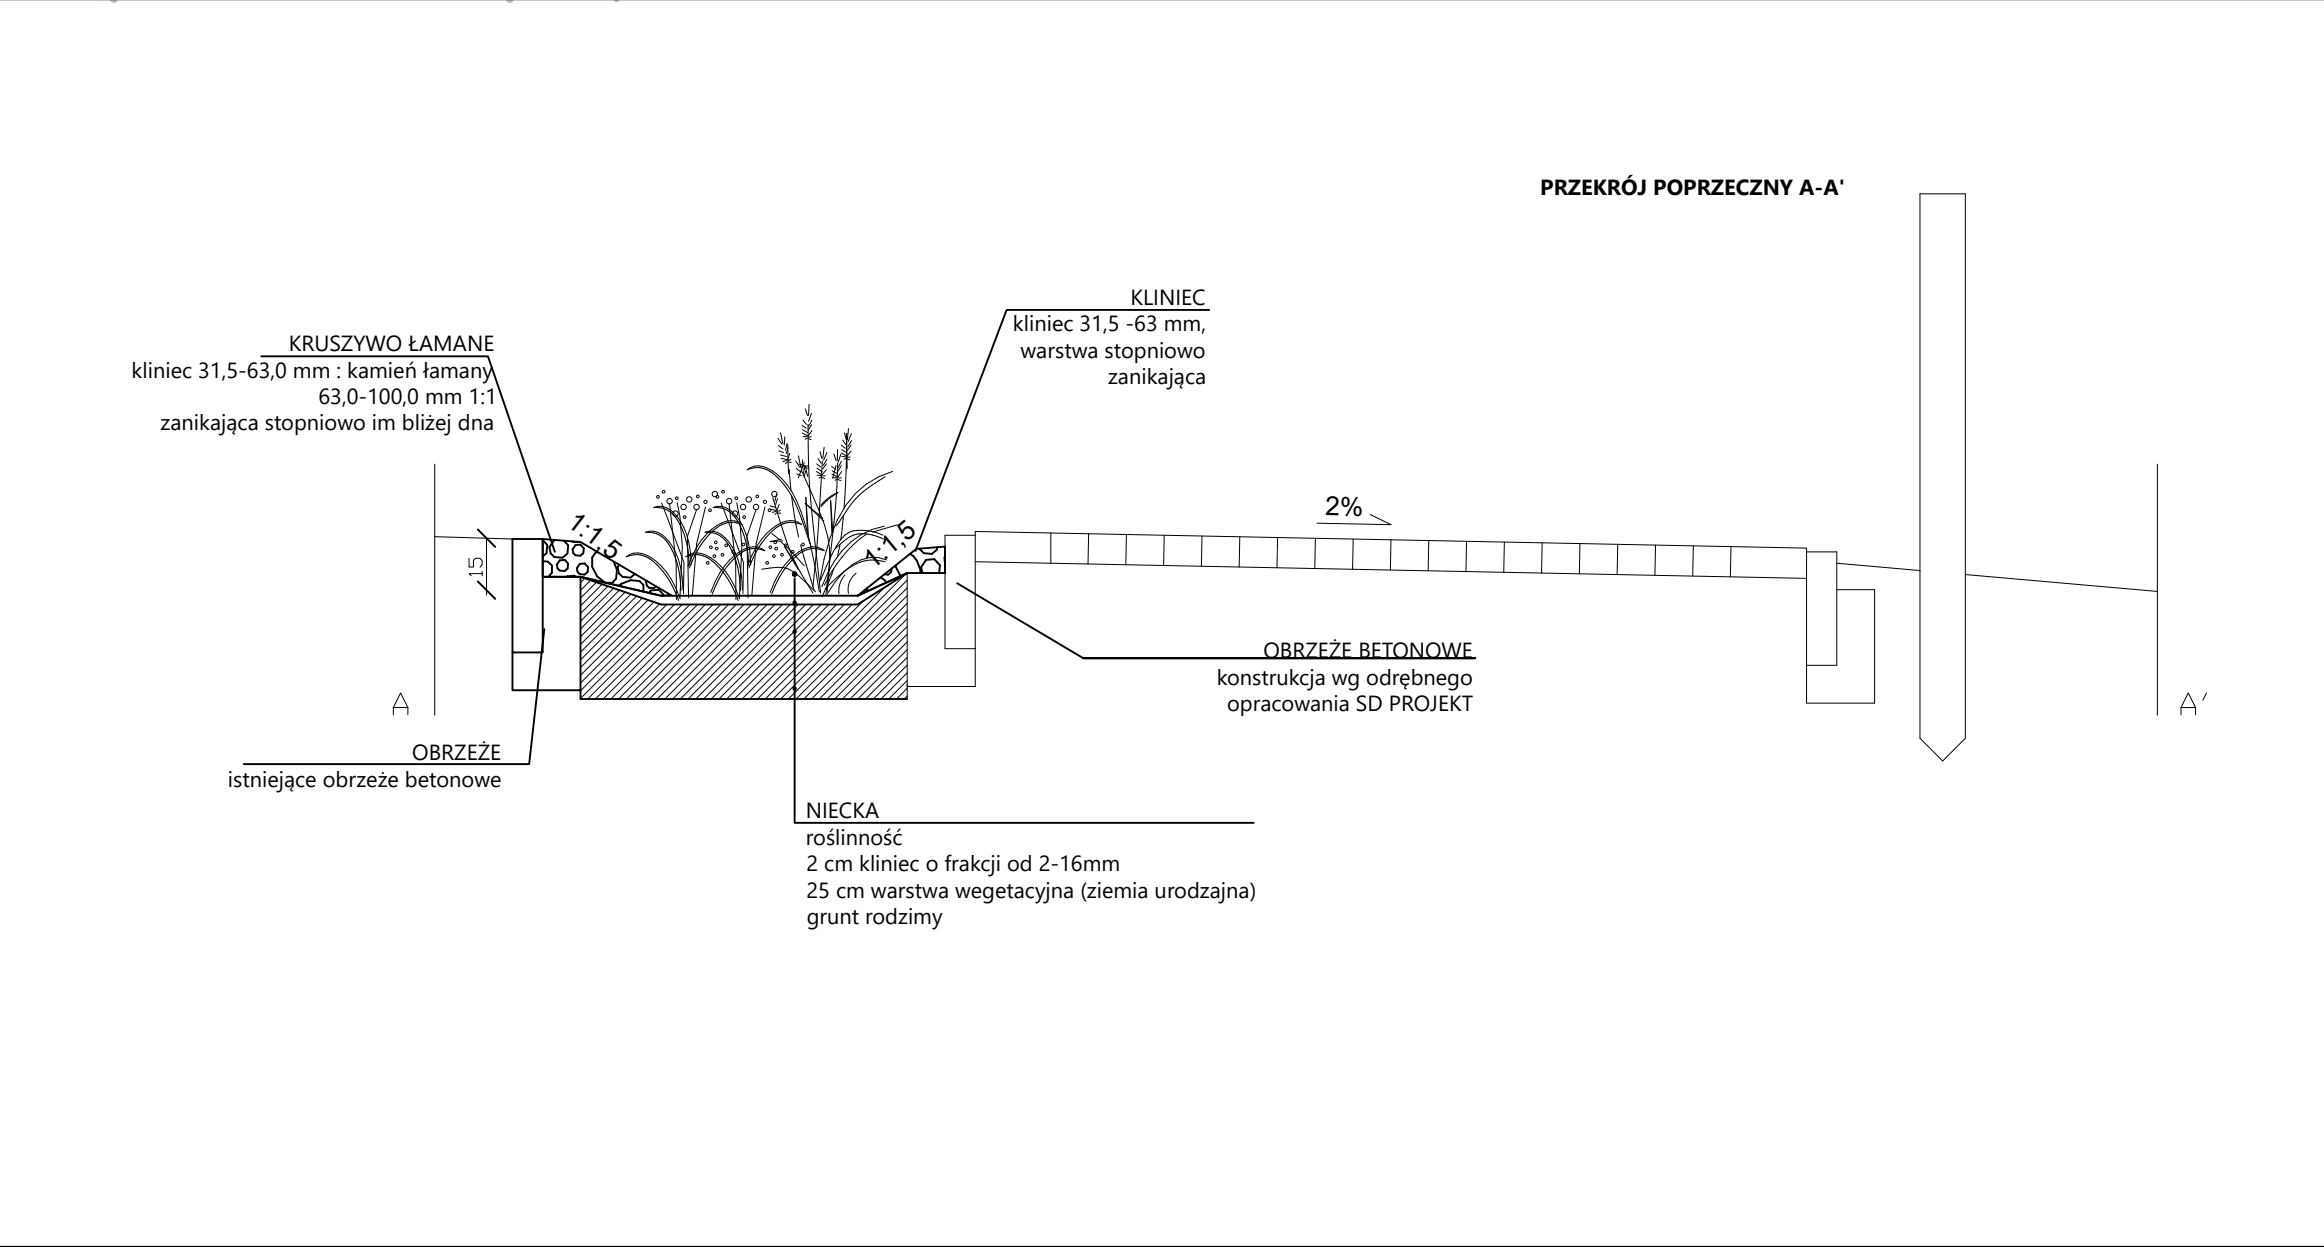 PRZEKRÓJ POPRZECZNY A-A'
KLINIEC
kliniec 31,5 -63 mm,
warstwa stopniowo
zanikająca
KRUSZYWO ŁAMANE
kliniec 31,5-63,0 mm : kamień łamany
63,0-100,0 mm 1:1
zanikająca stopniowo im bliżej dna
2%
1:1,5
1:1,5
15
OBRZEŻE BETONOWE
konstrukcja wg odrębnego
opracowania SD PROJEKT
A
A'
OBRZEŻE
istniejące obrzeże betonowe
NIECKA
roślinność
2 cm kliniec o frakcji od 2-16mm
25 cm warstwa wegetacyjna (ziemia urodzajna)
grunt rodzimy